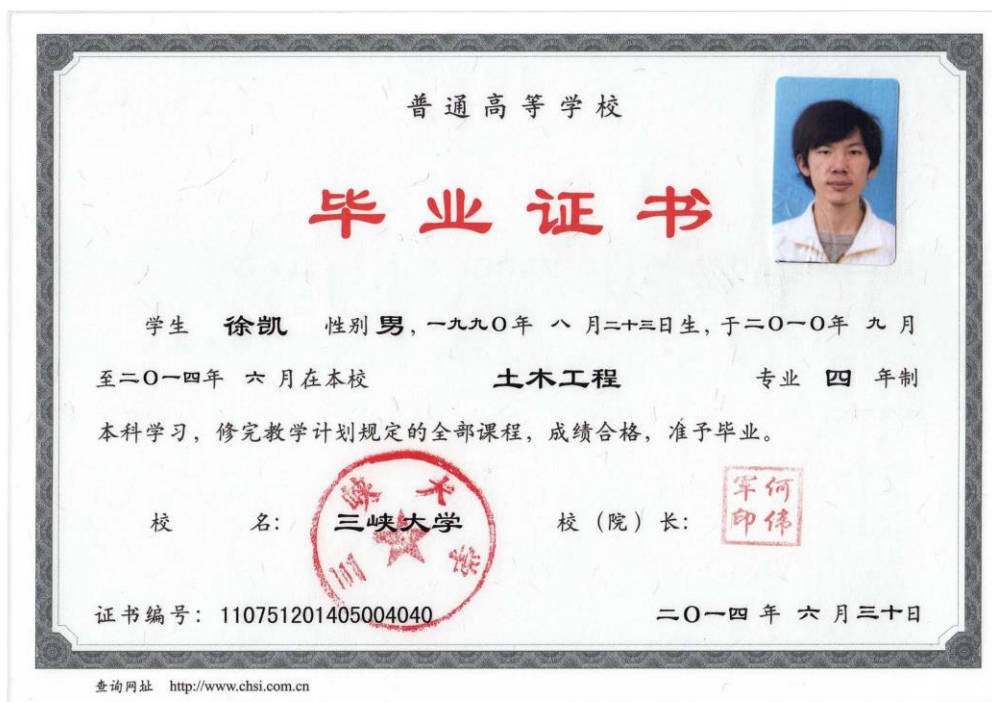 普通高等学校
毕业证书
学生 徐凯 性别 男，一九九〇年 八 月二十三日生，于二〇一〇年 九 月
至二〇一四年 六 月在本校 土木工程 专业 四 年制
本科学习，修完教学计划规定的全部课程，成绩合格，准予毕业。
校 名： 三峡大学 校（院）长： 何伟军印
三峡大学
证书编号： 110751201405004040 二〇一四 年 六 月三十日
查询网址 http://www.chsi.com.cn